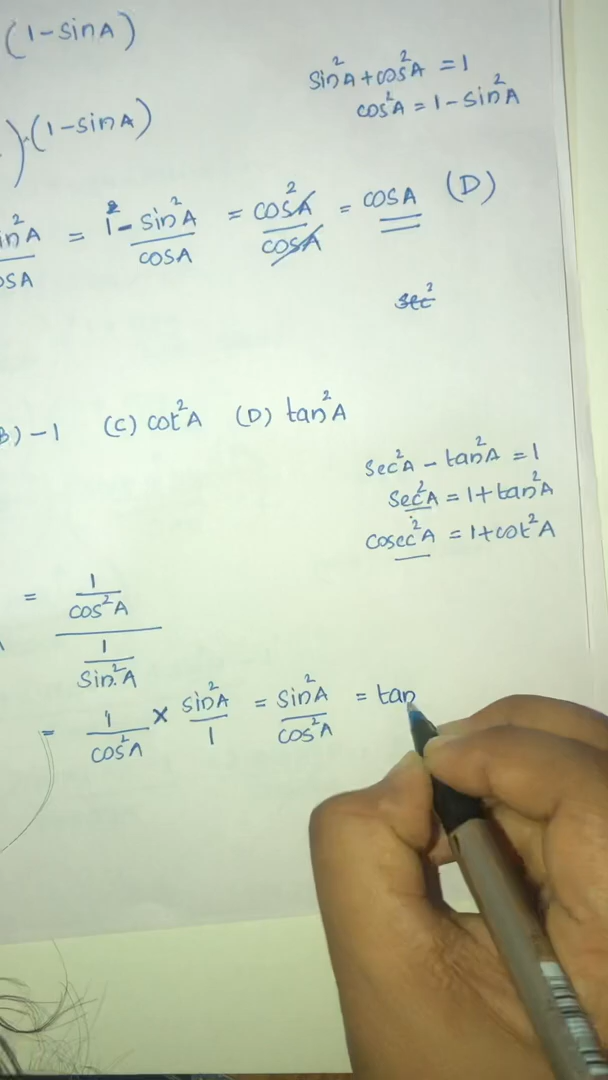 (1-sinA)
sin²A + cos²A = 1
cos²A = 1 - sin²A
).(1-sinA)
in²A/osA = 1² - sin²A/cosA = cos²A/cosA = cosA (D)
sec²
B) -1 (C) cot²A (D) tan²A
sec²A - tan²A = 1
sec²A = 1 + tan²A
cosec²A = 1 + cot²A
= 1/cos²A / 1/sin²A
= 1/cos²A × sin²A/1 = sin²A/cos²A = tan